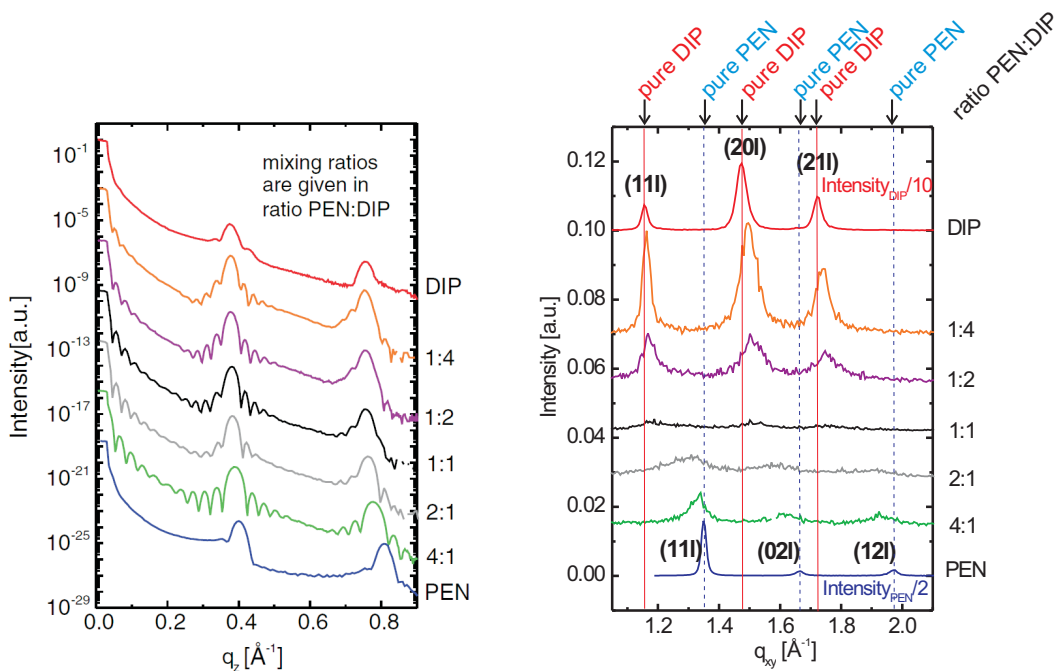 mixing ratios
are given in
ratio PEN:DIP
Intensity[a.u.]
10⁻¹
10⁻⁵
10⁻⁹
10⁻¹³
10⁻¹⁷
10⁻²¹
10⁻²⁵
10⁻²⁹
DIP
1:4
1:2
1:1
2:1
4:1
PEN
0.0 0.2 0.4 0.6 0.8
q_z [Å⁻¹]
pure DIP
pure PEN
pure DIP
pure PEN
pure DIP
pure PEN
ratio PEN:DIP
Intensity [a.u.]
0.12
0.10
0.08
0.06
0.04
0.02
0.00
(11l)
(20l)
(21l)
Intensity_DIP/10
DIP
1:4
1:2
1:1
2:1
4:1
(11l)
(02l)
(12l)
PEN
Intensity_PEN/2
1.2 1.4 1.6 1.8 2.0
q_xy [Å⁻¹]